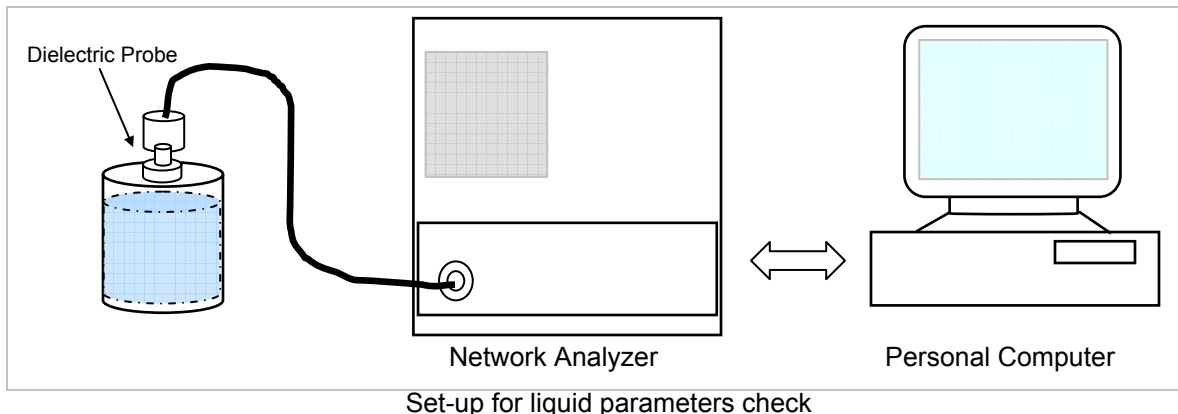 Dielectric Probe
Network Analyzer
Personal Computer
Set-up for liquid parameters check